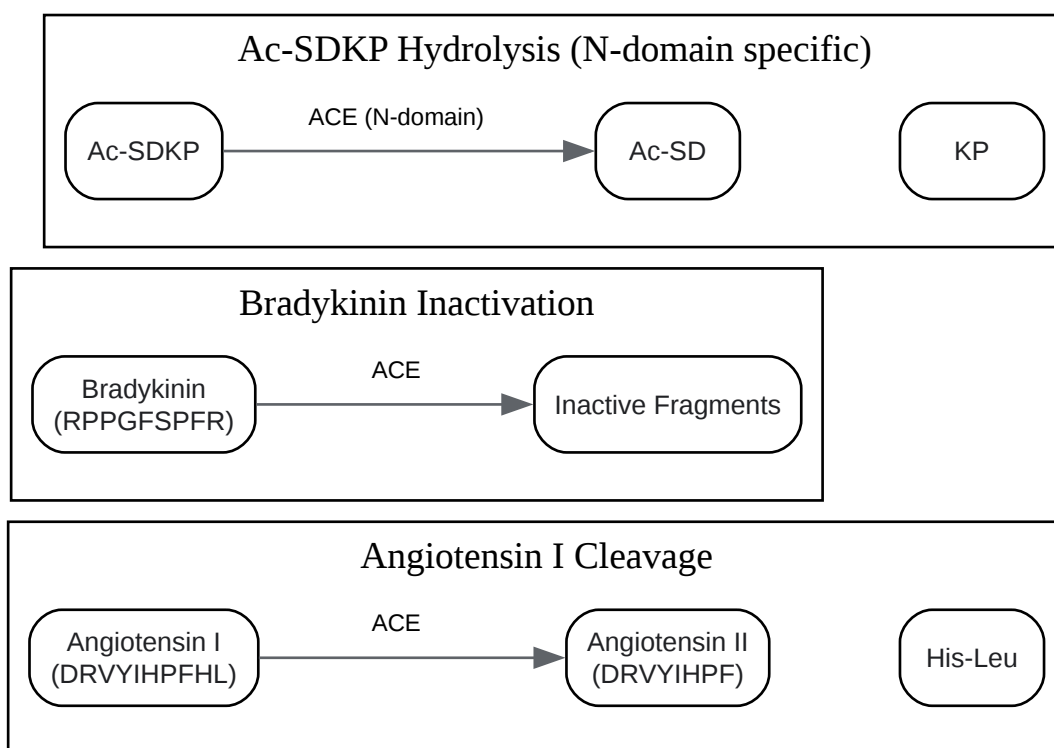 Ac-SDKP Hydrolysis (N-domain specific)
ACE (N-domain)
Ac-SDKP
Ac-SD
KP
Bradykinin Inactivation
ACE
Bradykinin
(RPPGFSPFR)
Inactive Fragments
Angiotensin I Cleavage
ACE
Angiotensin I
(DRVYIHPFHL)
Angiotensin II
(DRVYIHPF)
His-Leu